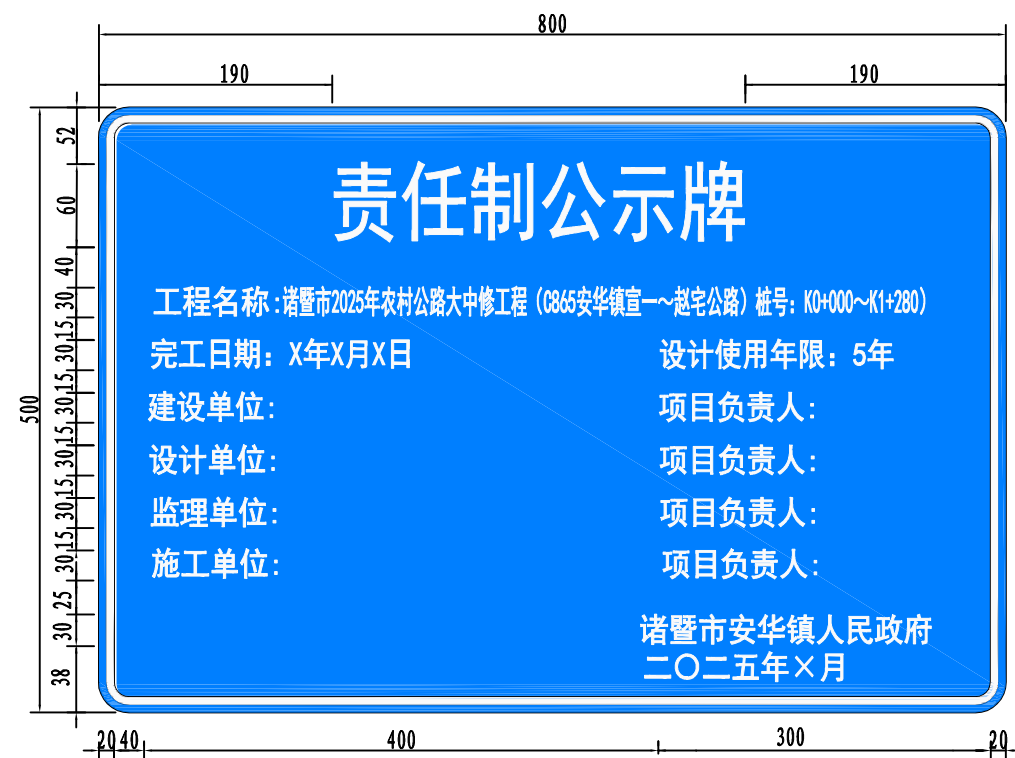 800
190 190
52
责任制公示牌
60
40
工程名称:诸暨市2025年农村公路大中修工程（C865安华镇宣一～赵宅公路）桩号：K0+000～K1+280）
30
15
完工日期：X年X月X日 设计使用年限：5年
30
15
建设单位: 项目负责人:
30
500
15
设计单位: 项目负责人:
30
15
监理单位: 项目负责人:
30
15
施工单位: 项目负责人:
30
25
诸暨市安华镇人民政府
30
二〇二五年×月
38
20 40 400 300 20